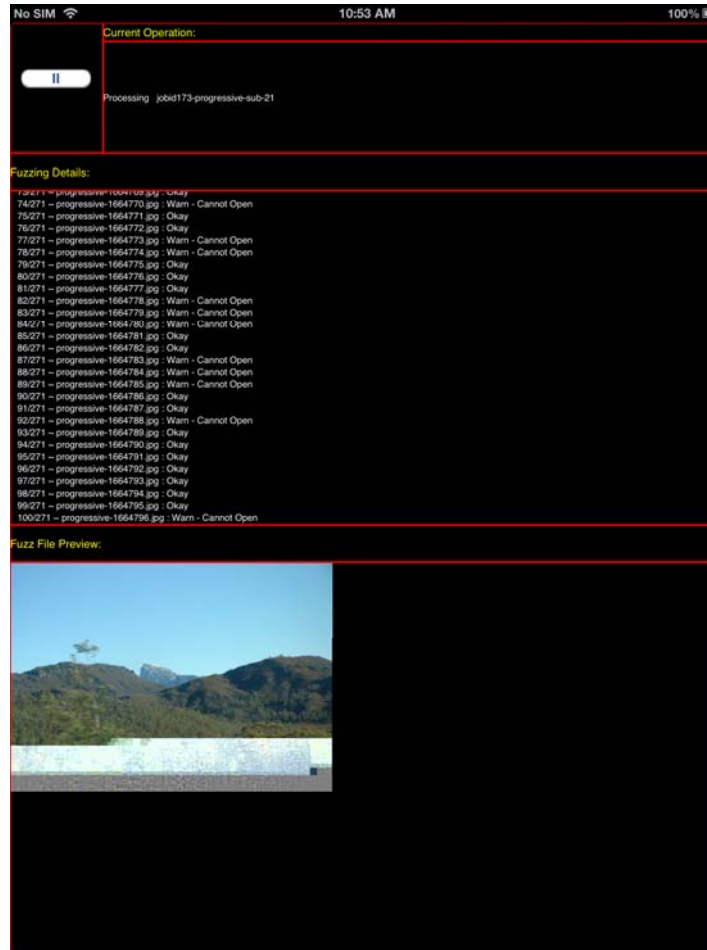 No SIM 10:53 AM 100%
Current Operation:
Processing jobid173-progressive-sub-21
Fuzzing Details:
73/271 ~ progressive-1664769.jpg : Okay
74/271 ~ progressive-1664770.jpg : Warn - Cannot Open
75/271 ~ progressive-1664771.jpg : Okay
76/271 ~ progressive-1664772.jpg : Okay
77/271 ~ progressive-1664773.jpg : Warn - Cannot Open
78/271 ~ progressive-1664774.jpg : Warn - Cannot Open
79/271 ~ progressive-1664775.jpg : Okay
80/271 ~ progressive-1664776.jpg : Okay
81/271 ~ progressive-1664777.jpg : Okay
82/271 ~ progressive-1664778.jpg : Warn - Cannot Open
83/271 ~ progressive-1664779.jpg : Warn - Cannot Open
84/271 ~ progressive-1664780.jpg : Warn - Cannot Open
85/271 ~ progressive-1664781.jpg : Okay
86/271 ~ progressive-1664782.jpg : Okay
87/271 ~ progressive-1664783.jpg : Warn - Cannot Open
88/271 ~ progressive-1664784.jpg : Warn - Cannot Open
89/271 ~ progressive-1664785.jpg : Warn - Cannot Open
90/271 ~ progressive-1664786.jpg : Okay
91/271 ~ progressive-1664787.jpg : Okay
92/271 ~ progressive-1664788.jpg : Warn - Cannot Open
93/271 ~ progressive-1664789.jpg : Okay
94/271 ~ progressive-1664790.jpg : Okay
95/271 ~ progressive-1664791.jpg : Okay
96/271 ~ progressive-1664792.jpg : Okay
97/271 ~ progressive-1664793.jpg : Okay
98/271 ~ progressive-1664794.jpg : Okay
99/271 ~ progressive-1664795.jpg : Okay
100/271 ~ progressive-1664796.jpg : Warn - Cannot Open
Fuzz File Preview: